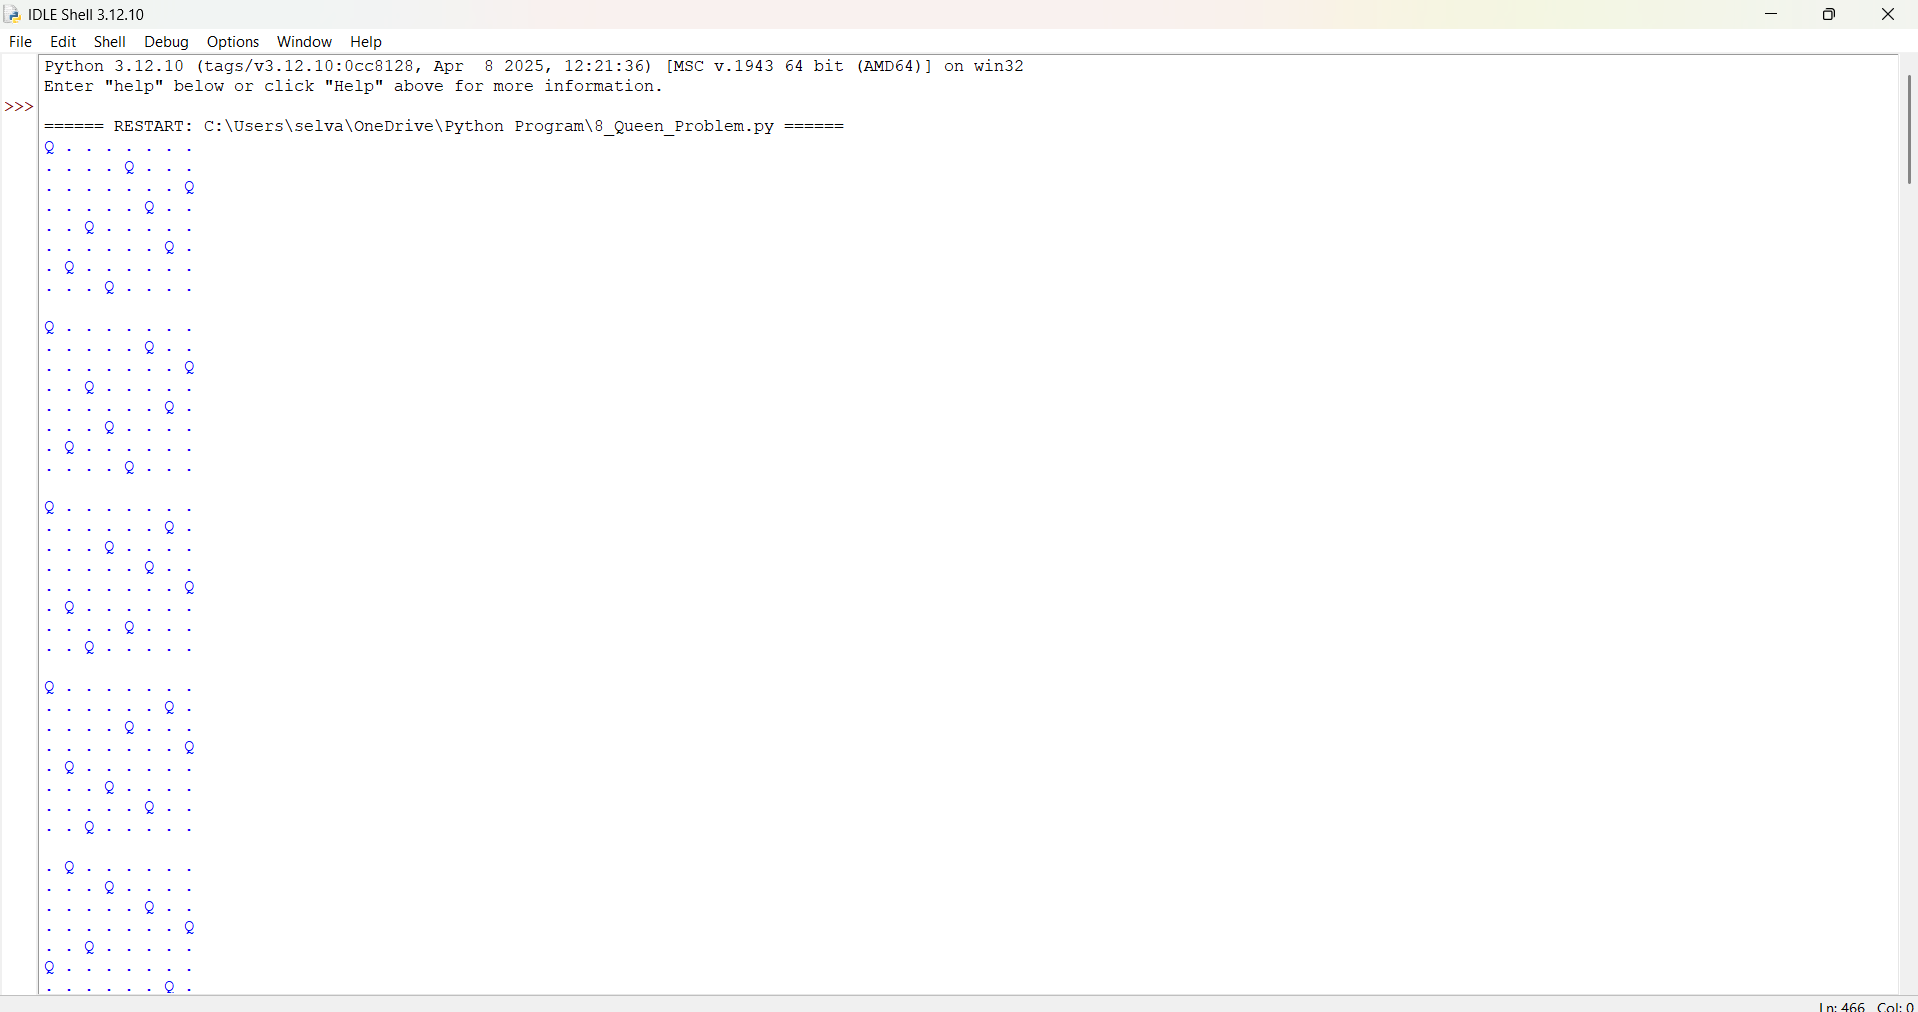 IDLE Shell 3.12.10
File Edit Shell Debug Options Window Help
Python 3.12.10 (tags/v3.12.10:0cc8128, Apr  8 2025, 12:21:36) [MSC v.1943 64 bit (AMD64)] on win32
Enter "help" below or click "Help" above for more information.
>>>
====== RESTART: C:\Users\selva\OneDrive\Python Program\8_Queen_Problem.py ======
Q . . . . . . .
. . . . Q . . .
. . . . . . . Q
. . . . . Q . .
. . Q . . . . .
. . . . . . Q .
. Q . . . . . .
. . . Q . . . .

Q . . . . . . .
. . . . . Q . .
. . . . . . . Q
. . Q . . . . .
. . . . . . Q .
. . . Q . . . .
. Q . . . . . .
. . . . Q . . .

Q . . . . . . .
. . . . . . Q .
. . . Q . . . .
. . . . . Q . .
. . . . . . . Q
. Q . . . . . .
. . . . Q . . .
. . Q . . . . .

Q . . . . . . .
. . . . . . Q .
. . . . Q . . .
. . . . . . . Q
. Q . . . . . .
. . . Q . . . .
. . . . . Q . .
. . Q . . . . .

. Q . . . . . .
. . . Q . . . .
. . . . . Q . .
. . . . . . . Q
. . Q . . . . .
Q . . . . . . .
. . . . . . Q .
Ln: 466 Col: 0